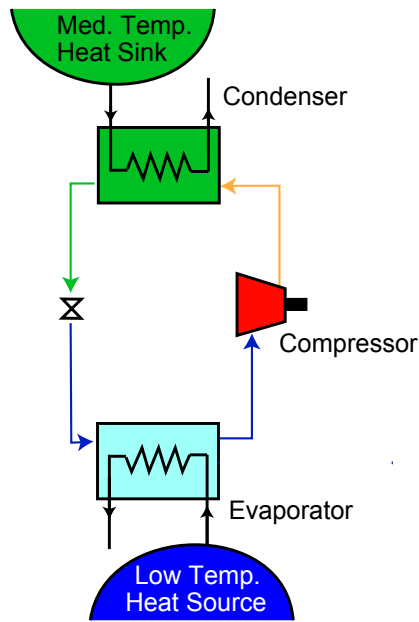 Med. Temp.
Heat Sink
Condenser
Compressor
Evaporator
Low Temp.
Heat Source